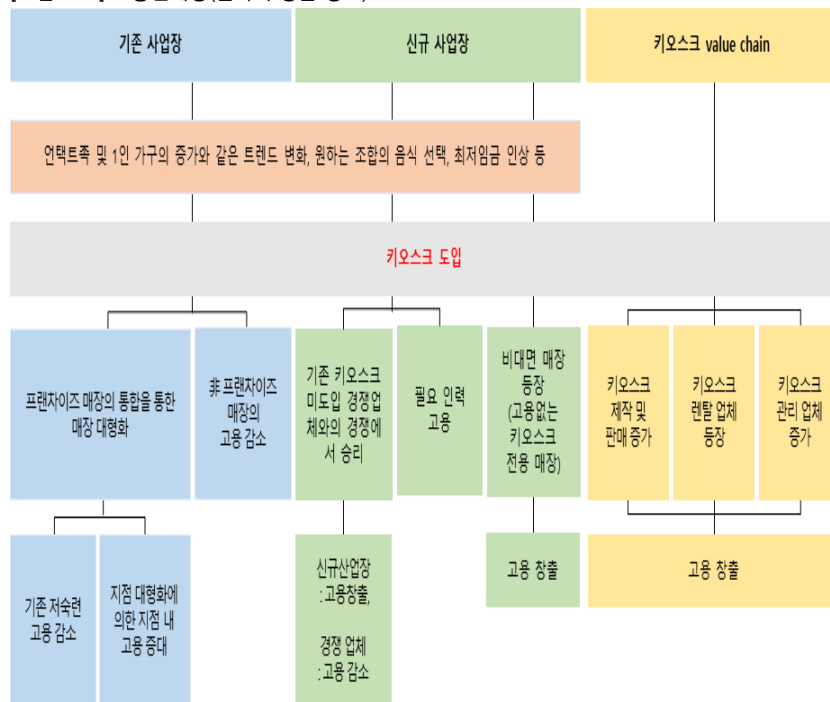 기존 사업장
신규 사업장
키오스크 value chain
언택트족 및 1인 가구의 증가와 같은 트렌드 변화, 원하는 조합의 음식 선택, 최저임금 인상 등
키오스크 도입
프랜차이즈 매장의 통합을 통한
매장 대형화
非 프랜차이즈
매장의
고용 감소
기존 키오스크
미도입 경쟁업
체와의 경쟁에
서 승리
필요 인력
고용
비대면 매장
등장
(고용없는
키오스크
전용 매장)
키오스크
제작 및
판매 증가
키오스크
렌탈 업체
등장
키오스크
관리 업체
증가
기존 저숙련
고용 감소
지점 대형화에
의한 지점 내
고용 증대
신규산업장
: 고용창출,
경쟁 업체
: 고용 감소
고용 창출
고용 창출